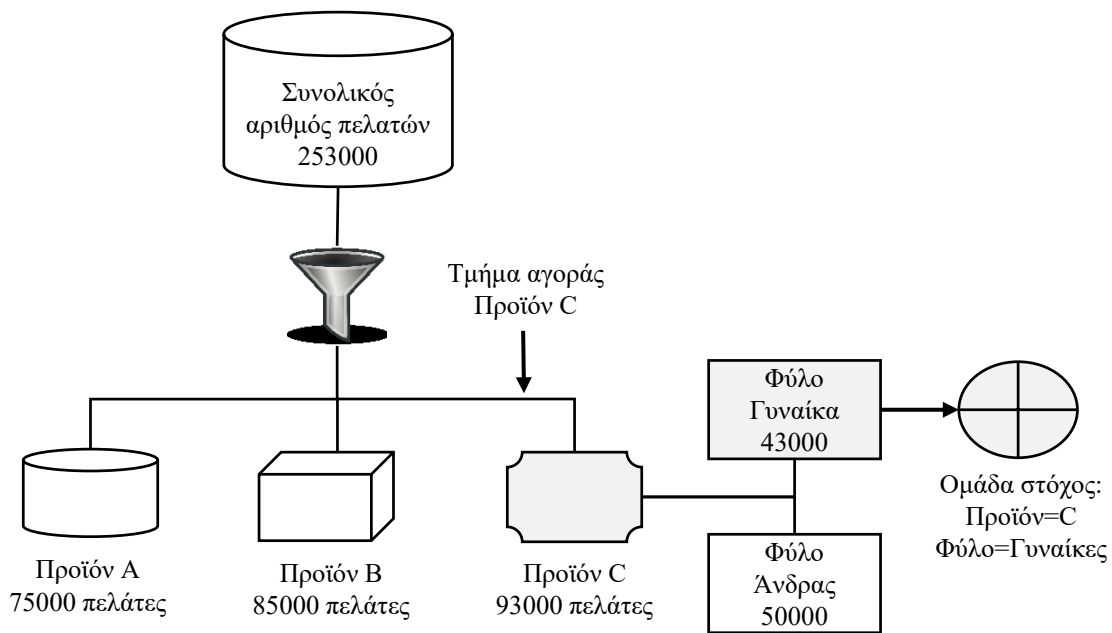 Συνολικός
αριθμός πελατών
253000
Τμήμα αγοράς
Προϊόν C
Φύλο
Γυναίκα
43000
Ομάδα στόχος:
Προϊόν=C
Φύλο=Γυναίκες
Φύλο
Άνδρας
50000
Προϊόν A
75000 πελάτες
Προϊόν B
85000 πελάτες
Προϊόν C
93000 πελάτες